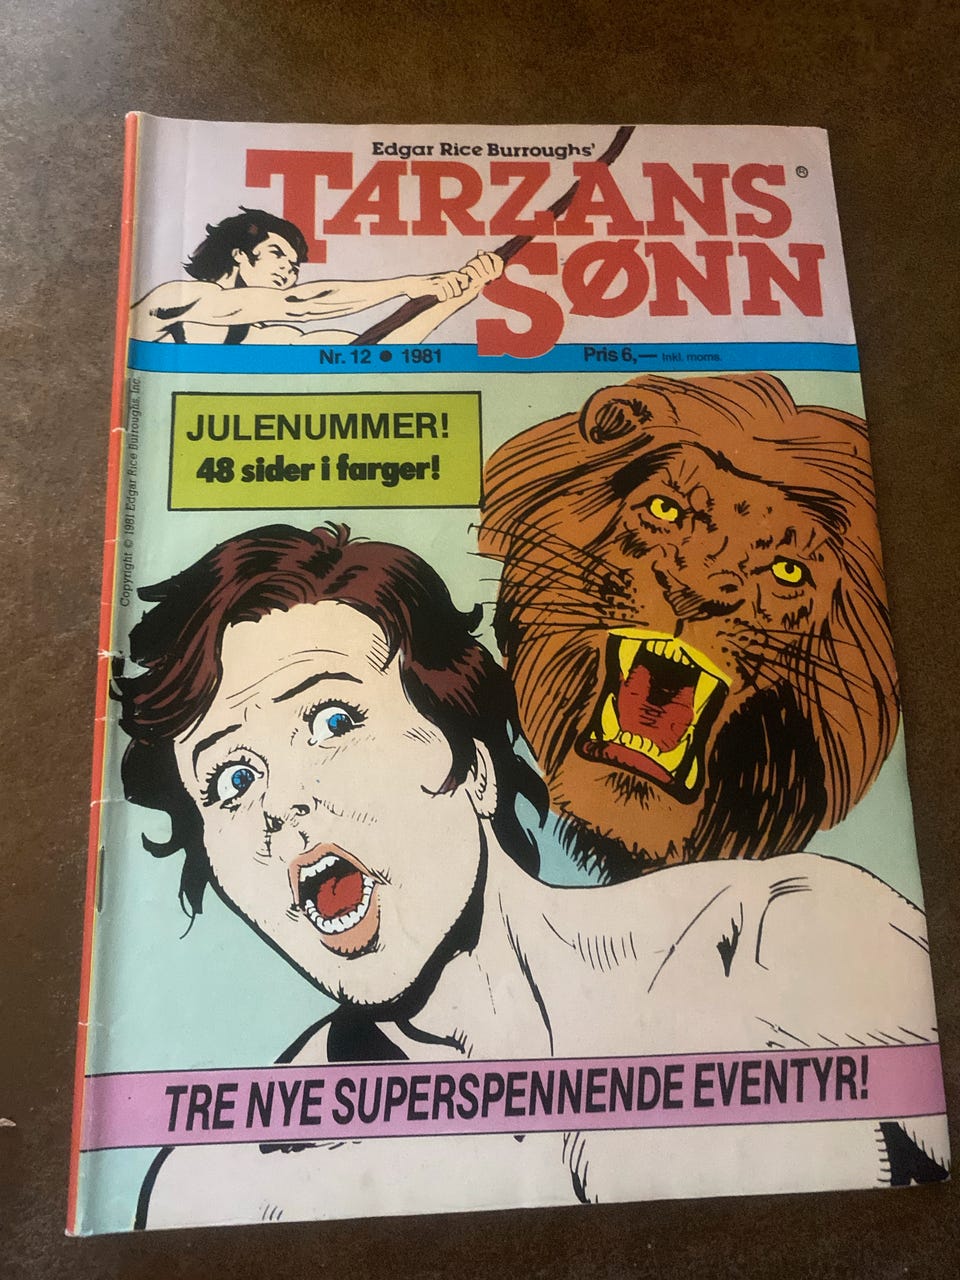 Edgar Rice Burroughs'
TARZANS ®
SØNN
Nr. 12 ● 1981 Pris 6,— Inkl. moms.
JULENUMMER!
48 sider i farger!
Copyright © 1981 Edgar Rice Burroughs, Inc.
TRE NYE SUPERSPENNENDE EVENTYR!